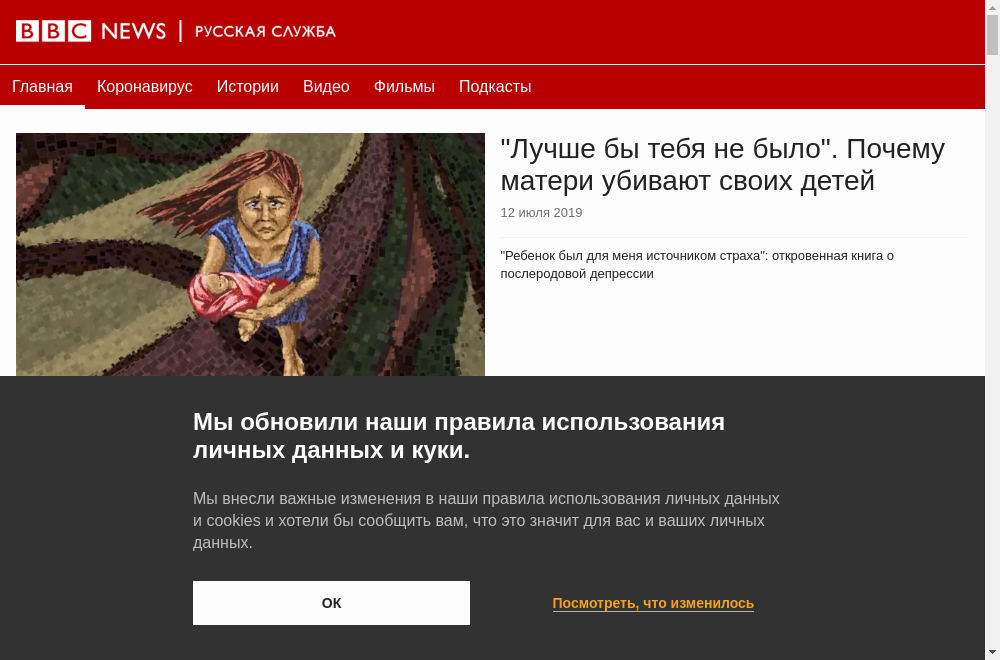 BBC NEWS | РУССКАЯ СЛУЖБА
Главная Коронавирус Истории Видео Фильмы Подкасты
"Лучше бы тебя не было". Почему
матери убивают своих детей
12 июля 2019
"Ребенок был для меня источником страха": откровенная книга о
послеродовой депрессии
Мы обновили наши правила использования
личных данных и куки.
Мы внесли важные изменения в наши правила использования личных данных
и cookies и хотели бы сообщить вам, что это значит для вас и ваших личных
данных.
ОК
Посмотреть, что изменилось